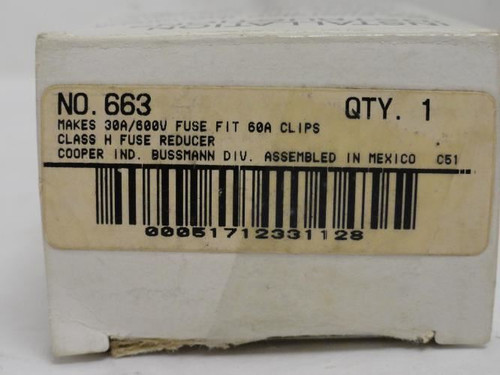 INSTALLATION
NO. 663 QTY. 1
MAKES 30A/600V FUSE FIT 60A CLIPS
CLASS H FUSE REDUCER
COOPER IND. BUSSMANN DIV. ASSEMBLED IN MEXICO C51
00051712331128